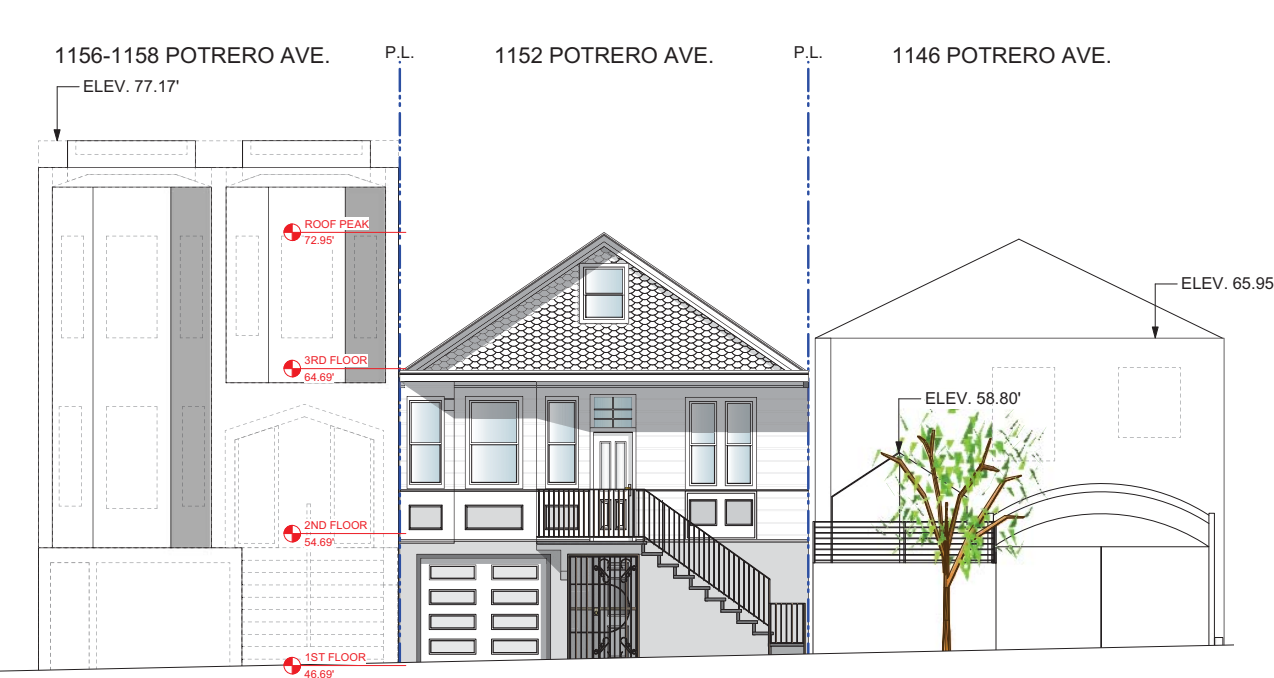 1156-1158 POTRERO AVE.
P.L.
1152 POTRERO AVE.
P.L.
1146 POTRERO AVE.
ELEV. 77.17'
ROOF PEAK
72.95'
ELEV. 65.95
3RD FLOOR
64.69'
ELEV. 58.80'
2ND FLOOR
54.69'
1ST FLOOR
46.69'